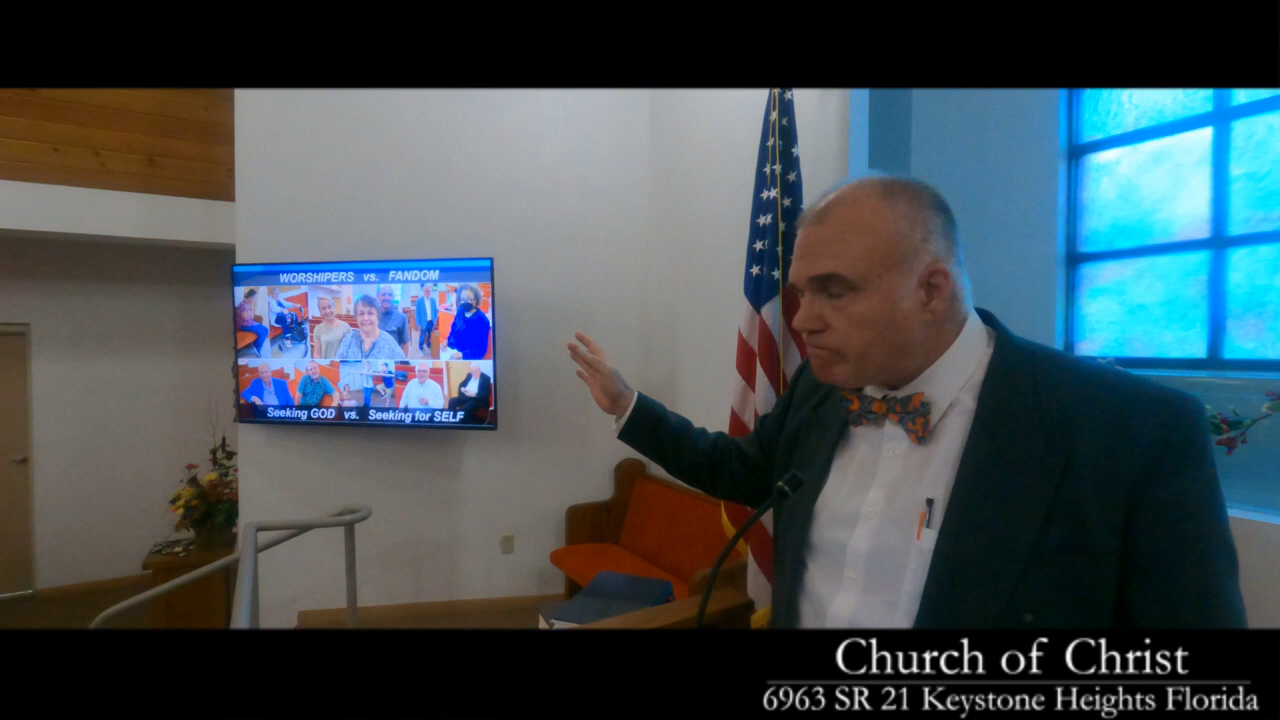 WORSHIPERS vs. FANDOM
Seeking GOD vs. Seeking for SELF
Church of Christ
6963 SR 21 Keystone Heights Florida